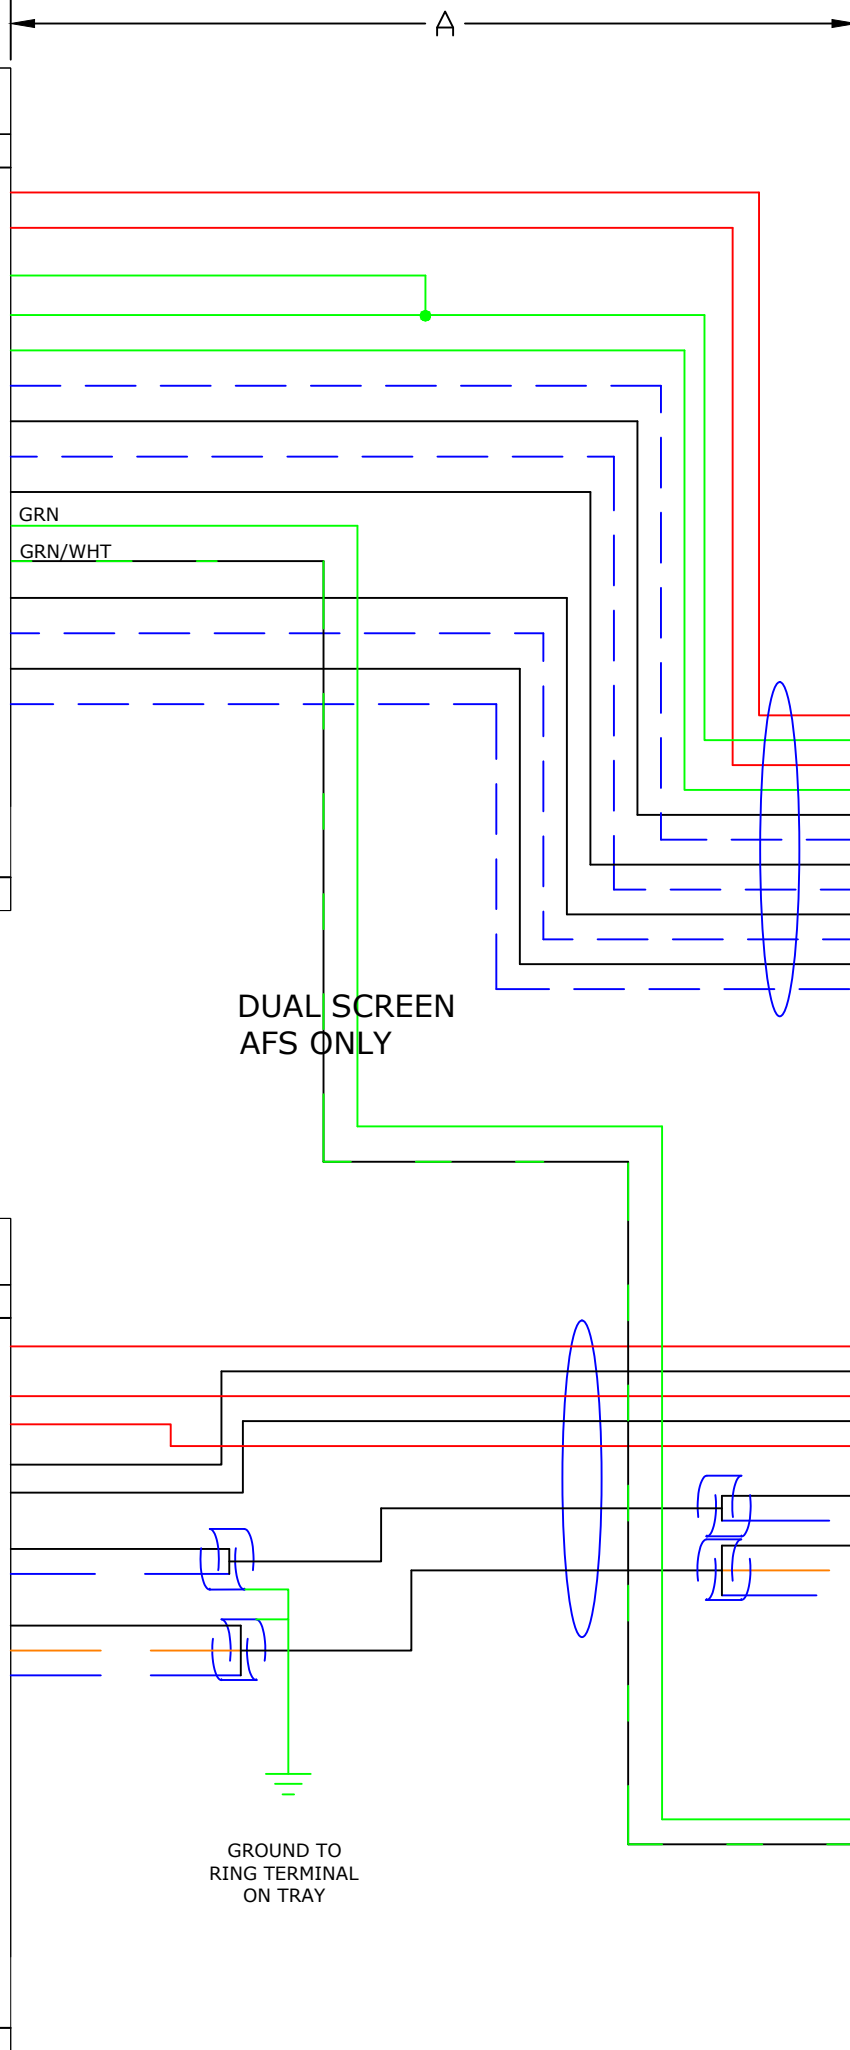 A
GRN
GRN/WHT
DUAL SCREEN
AFS ONLY
GROUND TO
RING TERMINAL
ON TRAY